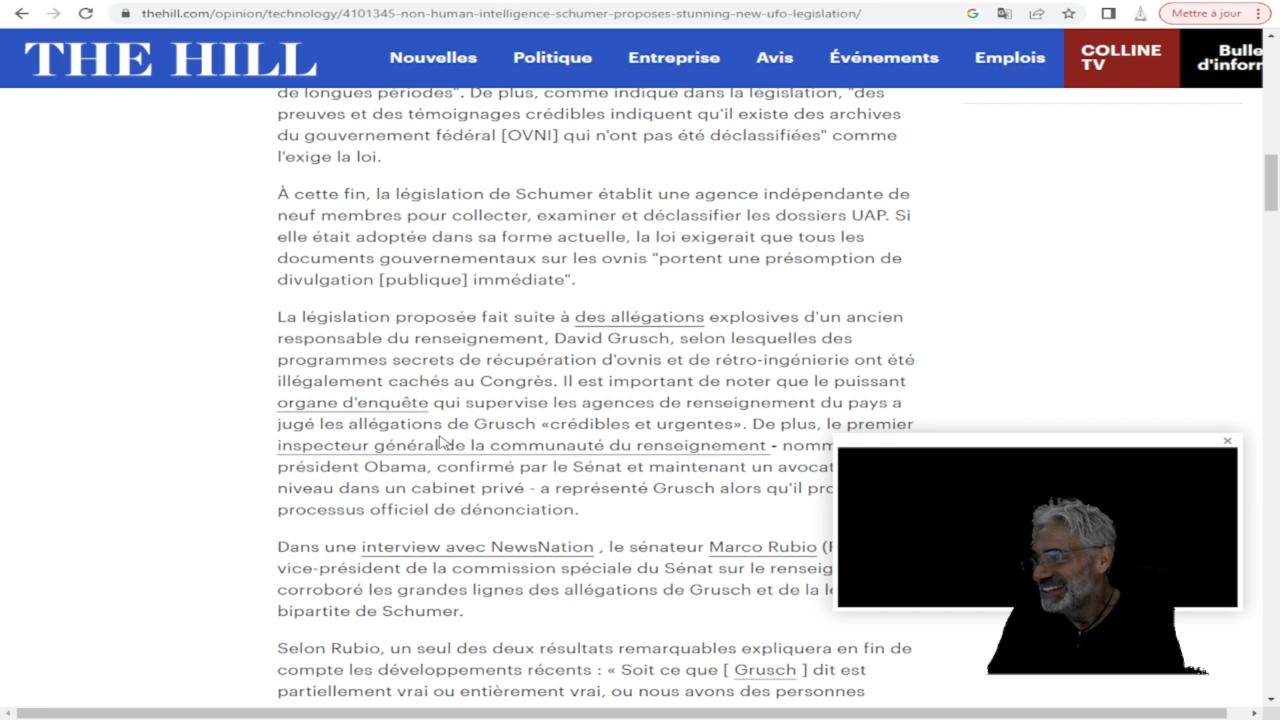 thehill.com/opinion/technology/4101345-non-human-intelligence-schumer-proposes-stunning-new-ufo-legislation/
Mettre à jour
THE HILL
Nouvelles
Politique
Entreprise
Avis
Événements
Emplois
COLLINE TV
Bulle
d'inform
de longues périodes". De plus, comme indiqué dans la législation, "des
preuves et des témoignages crédibles indiquent qu'il existe des archives
du gouvernement fédéral [OVNI] qui n'ont pas été déclassifiées" comme
l'exige la loi.
À cette fin, la législation de Schumer établit une agence indépendante de
neuf membres pour collecter, examiner et déclassifier les dossiers UAP. Si
elle était adoptée dans sa forme actuelle, la loi exigerait que tous les
documents gouvernementaux sur les ovnis "portent une présomption de
divulgation [publique] immédiate".
La législation proposée fait suite à des allégations explosives d'un ancien
responsable du renseignement, David Grusch, selon lesquelles des
programmes secrets de récupération d'ovnis et de rétro-ingénierie ont été
illégalement cachés au Congrès. Il est important de noter que le puissant
organe d'enquête qui supervise les agences de renseignement du pays a
jugé les allégations de Grusch «crédibles et urgentes». De plus, le premier
inspecteur général de la communauté du renseignement - nomm
président Obama, confirmé par le Sénat et maintenant un avocat
niveau dans un cabinet privé - a représenté Grusch alors qu'il pro
processus officiel de dénonciation.
Dans une interview avec NewsNation , le sénateur Marco Rubio (
vice-président de la commission spéciale du Sénat sur le renseig
corroboré les grandes lignes des allégations de Grusch et de la lé
bipartite de Schumer.
Selon Rubio, un seul des deux résultats remarquables expliquera en fin de
compte les développements récents : « Soit ce que [ Grusch ] dit est
partiellement vrai ou entièrement vrai, ou nous avons des personnes